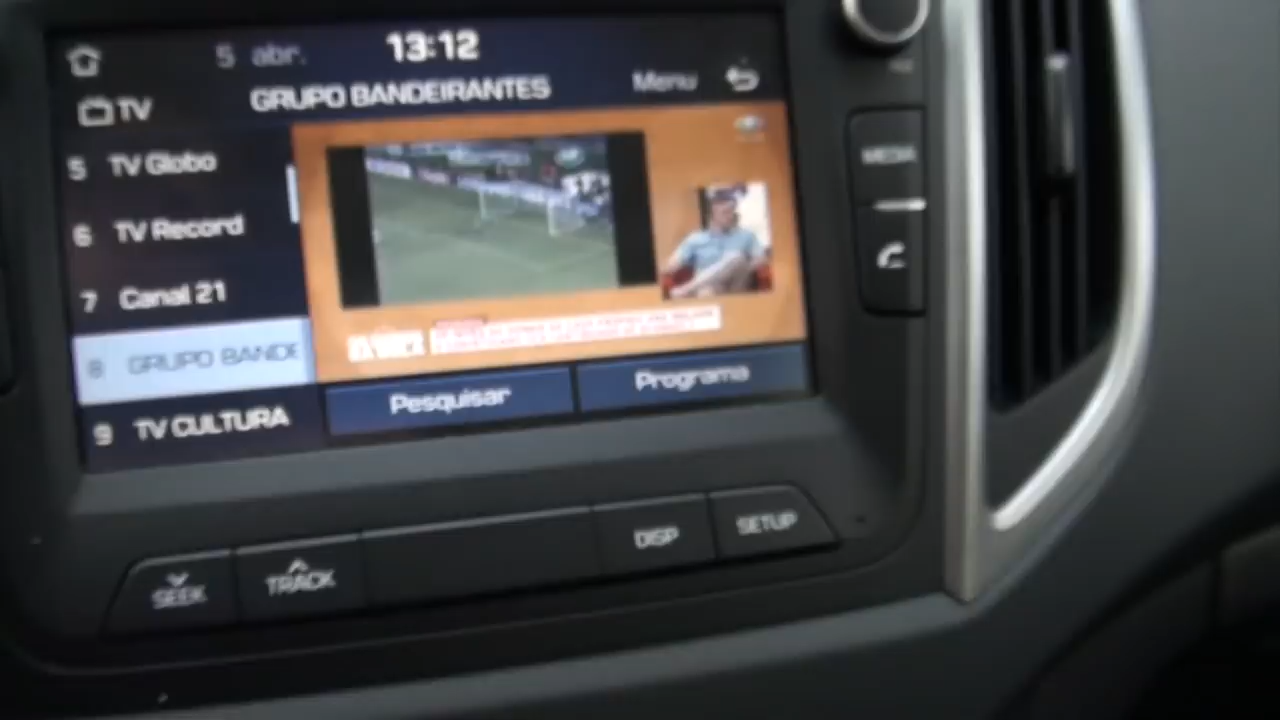 5 abr. 13:12
TV GRUPO BANDEIRANTES Menu
5 TV Globo
6 TV Record
7 Canal 21
8 GRUPO BANDE
9 TV CULTURA
Pesquisar Programa
MEDIA
SEEK TRACK DISP SETUP